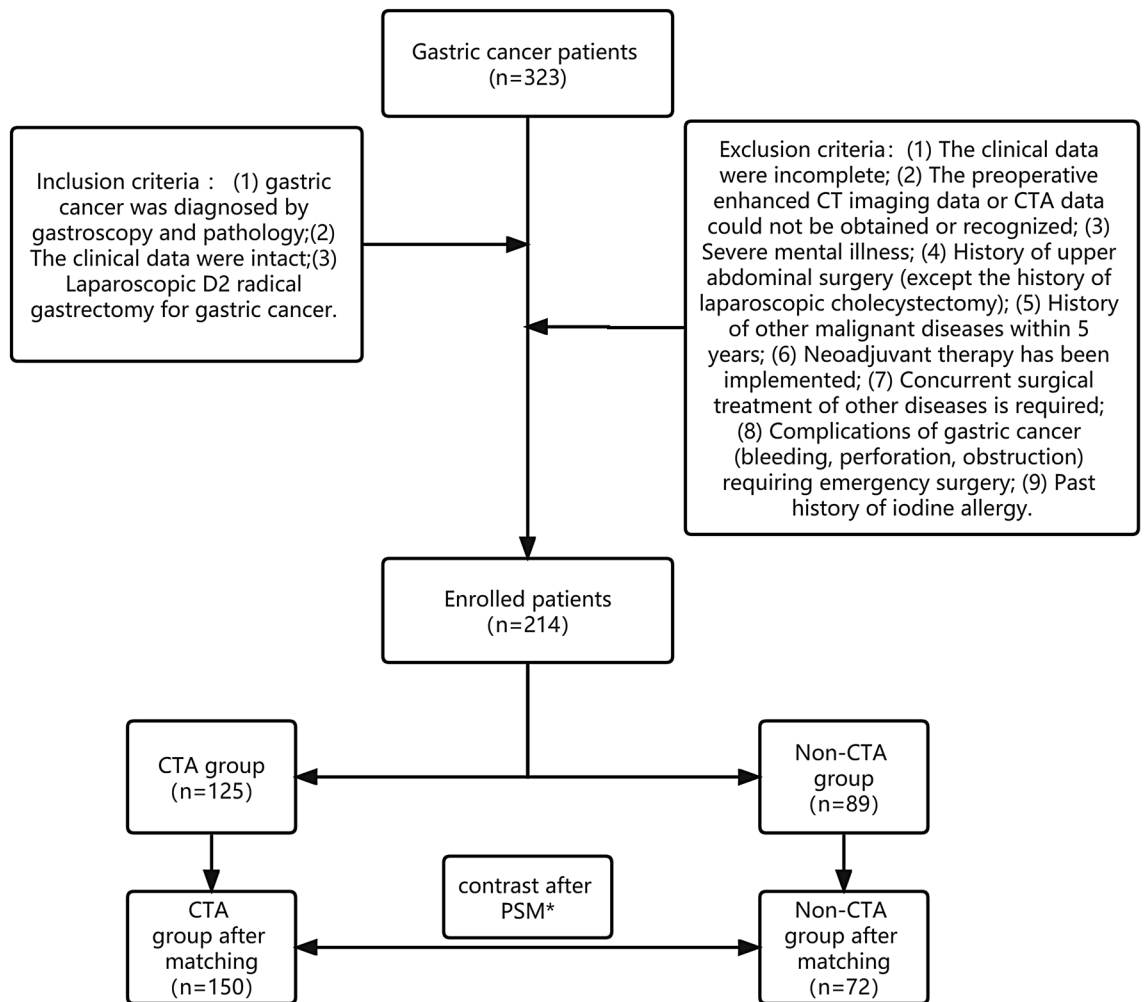 Gastric cancer patients
(n=323)
Inclusion criteria： (1) gastric
cancer was diagnosed by
gastroscopy and pathology;(2)
The clinical data were intact;(3)
Laparoscopic D2 radical
gastrectomy for gastric cancer.
Exclusion criteria：(1) The clinical data
were incomplete; (2) The preoperative
enhanced CT imaging data or CTA data
could not be obtained or recognized; (3)
Severe mental illness; (4) History of upper
abdominal surgery (except the history of
laparoscopic cholecystectomy); (5) History
of other malignant diseases within 5
years; (6) Neoadjuvant therapy has been
implemented; (7) Concurrent surgical
treatment of other diseases is required;
(8) Complications of gastric cancer
(bleeding, perforation, obstruction)
requiring emergency surgery; (9) Past
history of iodine allergy.
Enrolled patients
(n=214)
CTA group
(n=125)
Non-CTA
group
(n=89)
contrast after
PSM*
CTA
group after
matching
(n=150)
Non-CTA
group after
matching
(n=72)